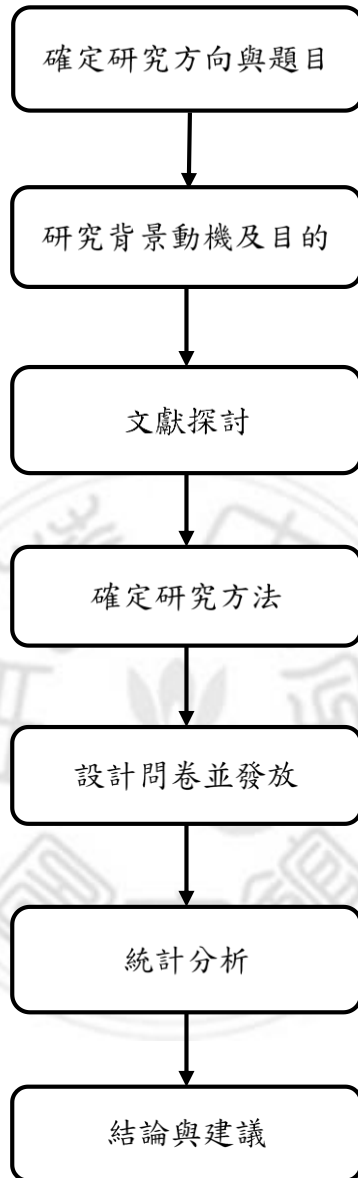 確定研究方向與題目
研究背景動機及目的
文獻探討
確定研究方法
設計問卷並發放
統計分析
結論與建議